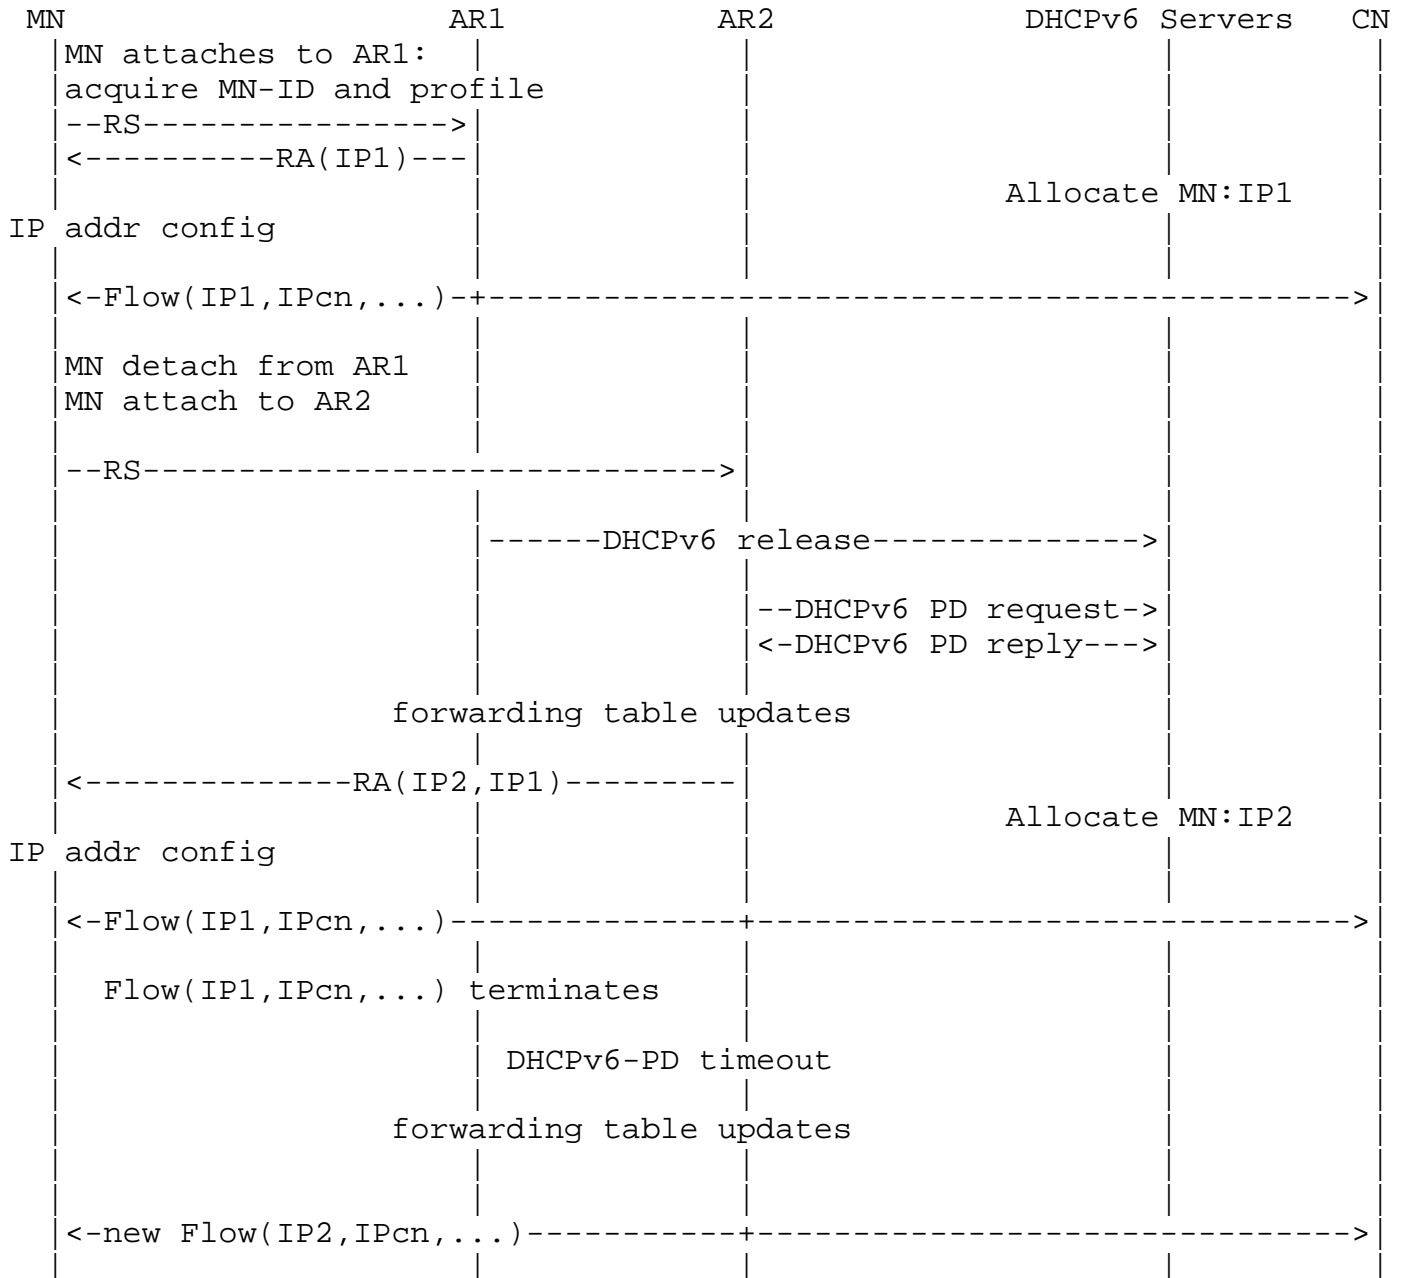 MN AR1 AR2 DHCPv6 Servers CN
|MN attaches to AR1: | | | |
|acquire MN-ID and profile | | |
|--RS---------------->| | | |
|<----------RA(IP1)---| | | |
| | | Allocate MN:IP1 |
IP addr config | | | |
| | | | |
|<-Flow(IP1,IPcn,...)-+--------------------------------------------->|
| | | | |
|MN detach from AR1 | | | |
|MN attach to AR2 | | | |
| | | | |
|--RS------------------------------>| | |
| | | | |
| |------DHCPv6 release-------------->| |
| | | | |
| | |--DHCPv6 PD request->| |
| | |<-DHCPv6 PD reply--->| |
| | | | |
| forwarding table updates | |
| | | | |
|<--------------RA(IP2,IP1)---------| | |
| | | Allocate MN:IP2 |
IP addr config | | | |
| | | | |
|<-Flow(IP1,IPcn,...)---------------+-------------------------------->|
| | | | |
| Flow(IP1,IPcn,...) terminates | | |
| | | | |
| | DHCPv6-PD timeout | |
| | | | |
| forwarding table updates | |
| | | | |
| | | | |
|<-new Flow(IP2,IPcn,...)-----------+-------------------------------->|
| | | | |